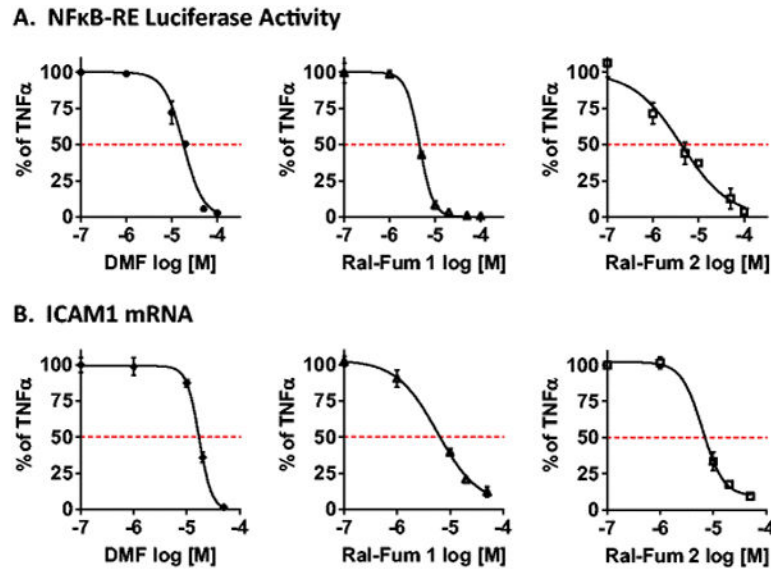 A. NFκB-RE Luciferase Activity
% of TNFα
100
75
50
25
0
-7 -6 -5 -4
DMF log [M]
% of TNFα
100
75
50
25
0
-7 -6 -5 -4
Ral-Fum 1 log [M]
% of TNFα
100
75
50
25
0
-7 -6 -5 -4
Ral-Fum 2 log [M]
B. ICAM1 mRNA
% of TNFα
100
75
50
25
0
-7 -6 -5 -4
DMF log [M]
% of TNFα
100
75
50
25
0
-7 -6 -5 -4
Ral-Fum 1 log [M]
% of TNFα
100
75
50
25
0
-7 -6 -5 -4
Ral-Fum 2 log [M]